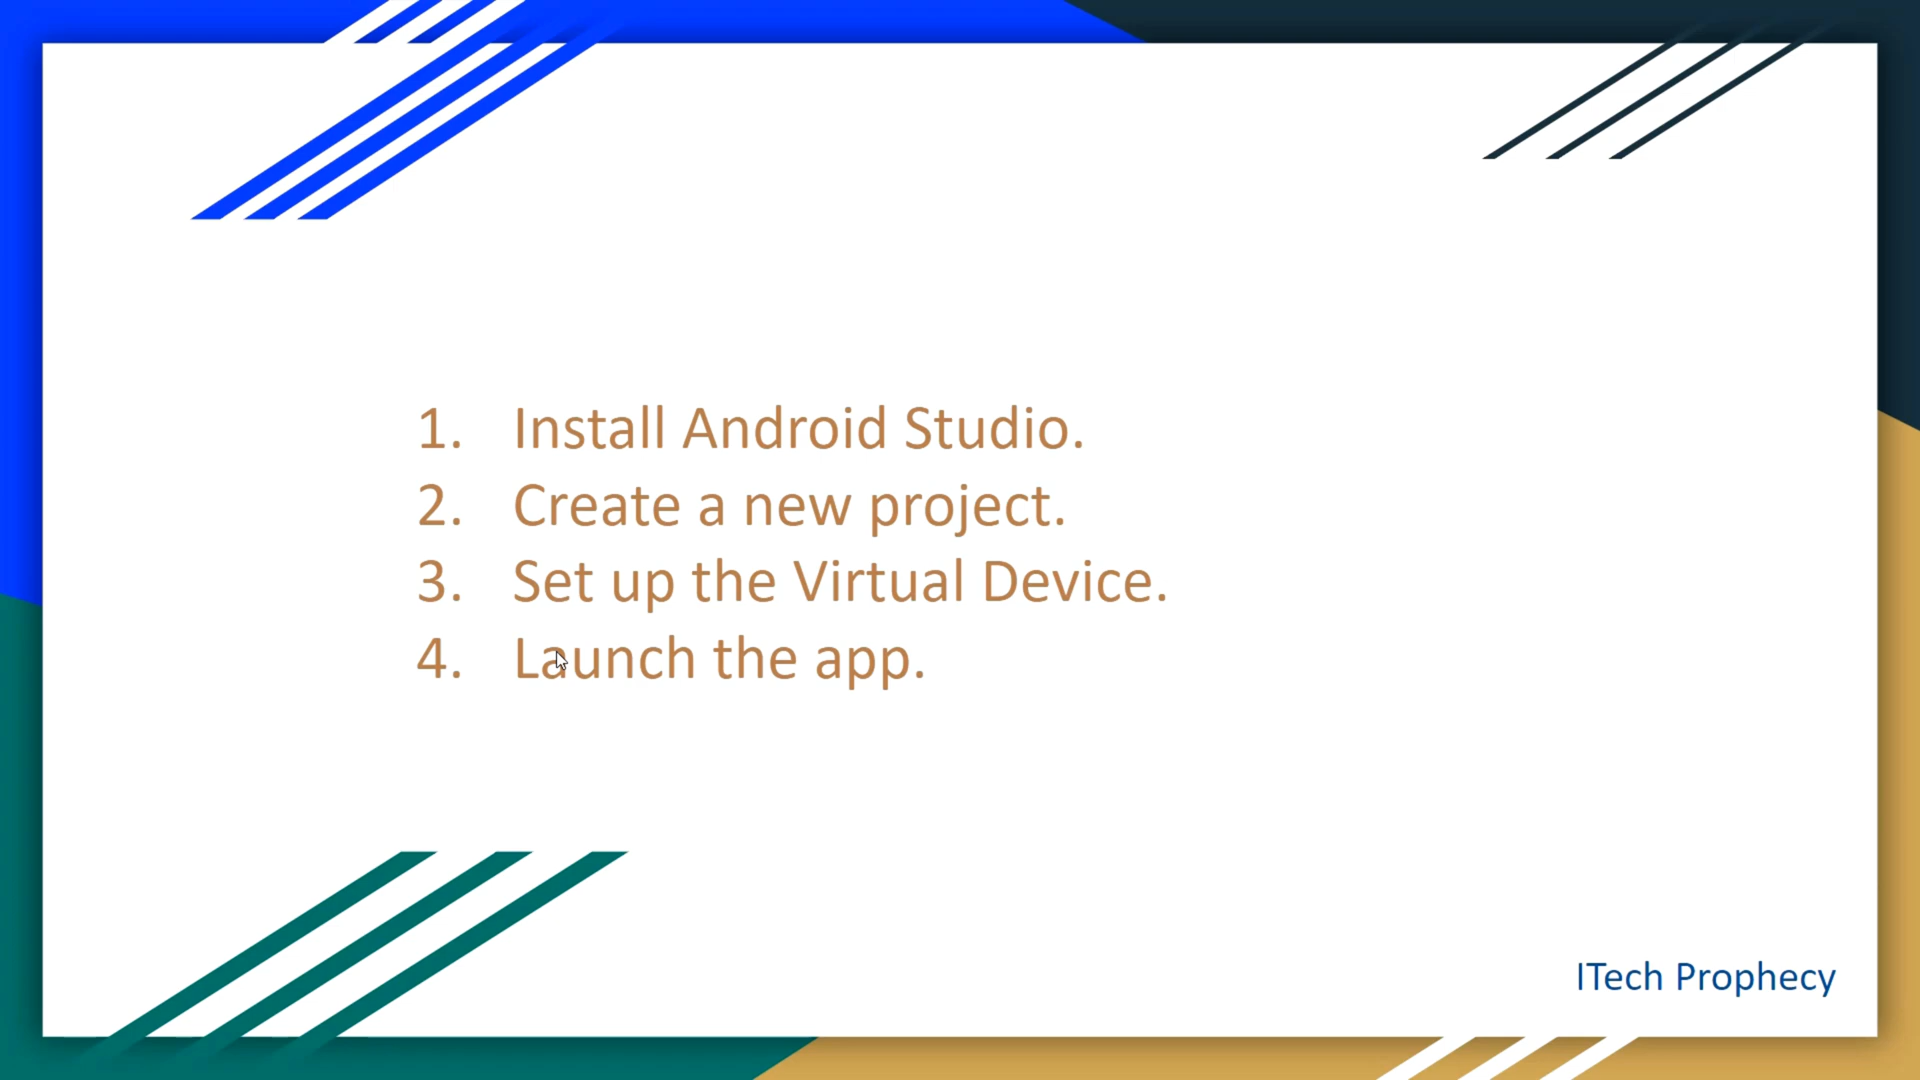 1. Install Android Studio.
2. Create a new project.
3. Set up the Virtual Device.
4. Launch the app.
ITech Prophecy